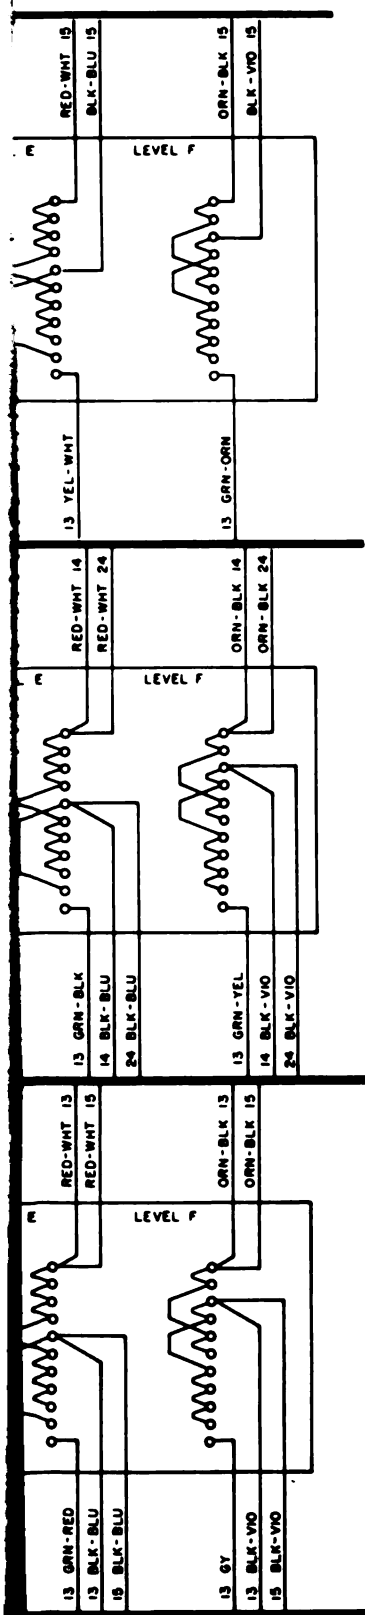 RED-WHT 15
BLK-BLU 15
ORN-BLK 15
BLK-VIO 15
E
LEVEL F
13 YEL-WHT
13 GRN-ORN
RED-WHT 14
RED-WHT 24
ORN-BLK 14
ORN-BLK 24
E
LEVEL F
13 GRN-BLK
14 BLK-BLU
24 BLK-BLU
13 GRN-YEL
14 BLK-VIO
24 BLK-VIO
RED-WHT 13
RED-WHT 15
ORN-BLK 13
ORN-BLK 15
E
LEVEL F
13 GRN-RED
13 BLK-BLU
15 BLK-BLU
13 GY
13 BLK-VIO
15 BLK-VIO